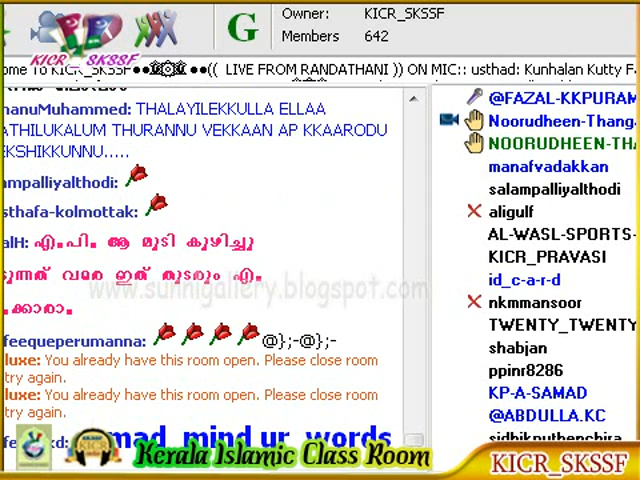 Owner: KICR_SKSSF
G
Members 642
KICR_SKSSF
ome To KICR_SKSSF●●۞۞●●(( LIVE FROM RANDATHANI )) ON MIC:: usthad: Kunhalan Kutty F
hanuMuhammed: THALAYILEKKULLA ELLAA
ATHILUKALUM THURANNU VEKKAAN AP KKAARODU
EKSHIKKUNNU.....
ampalliyalthodi:
sthafa-kolmottak:
alH: എ.പി. ആ മുടി കുഴിച്ചു
ടുന്നത് വരെ ഇത് തുടരും എ.
.ക്കാരാ.
www.sunnigallery.blogspot.com
feequeperumanna: @};-@};-
luxe: You already have this room open. Please close room
try again.
luxe: You already have this room open. Please close room
try again.
mad mind ur words
@FAZAL-KKPURAM
Noorudheen-Thang
NOORUDHEEN-THA
manafvadakkan
salampalliyalthodi
aligulf
AL-WASL-SPORTS-
KICR_PRAVASI
id_c-a-r-d
nkmmansoor
TWENTY_TWENTY
shabjan
ppinr8286
KP-A-SAMAD
@ABDULLA.KC
sidhikputhenchira
Kerala Islamic Class Room
KICR_SKSSF